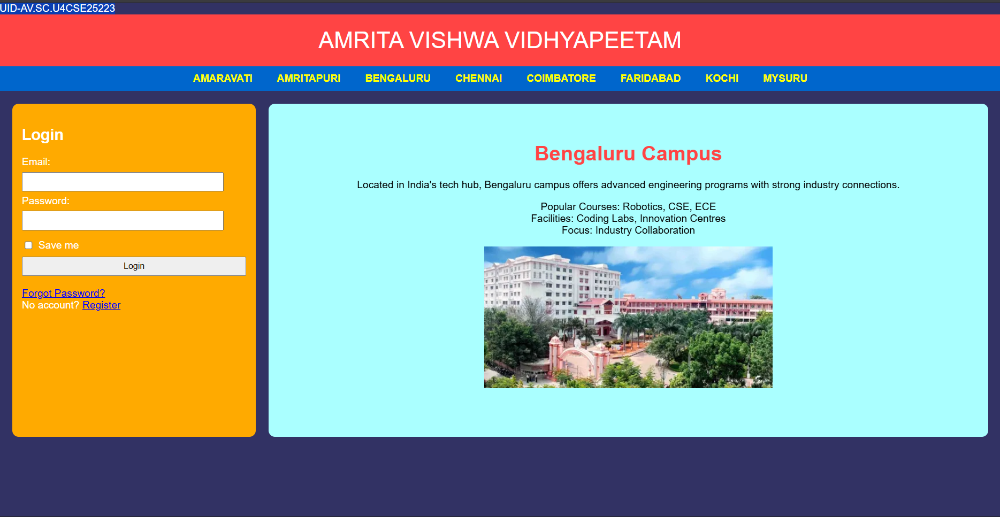 UID-AV.SC.U4CSE25223
AMRITA VISHWA VIDHYAPEETAM
AMARAVATI AMRITAPURI BENGALURU CHENNAI COIMBATORE FARIDABAD KOCHI MYSURU
Login
Email:
Password:
Save me
Login
Forgot Password?
No account? Register
Bengaluru Campus
Located in India's tech hub, Bengaluru campus offers advanced engineering programs with strong industry connections.
Popular Courses: Robotics, CSE, ECE
Facilities: Coding Labs, Innovation Centres
Focus: Industry Collaboration